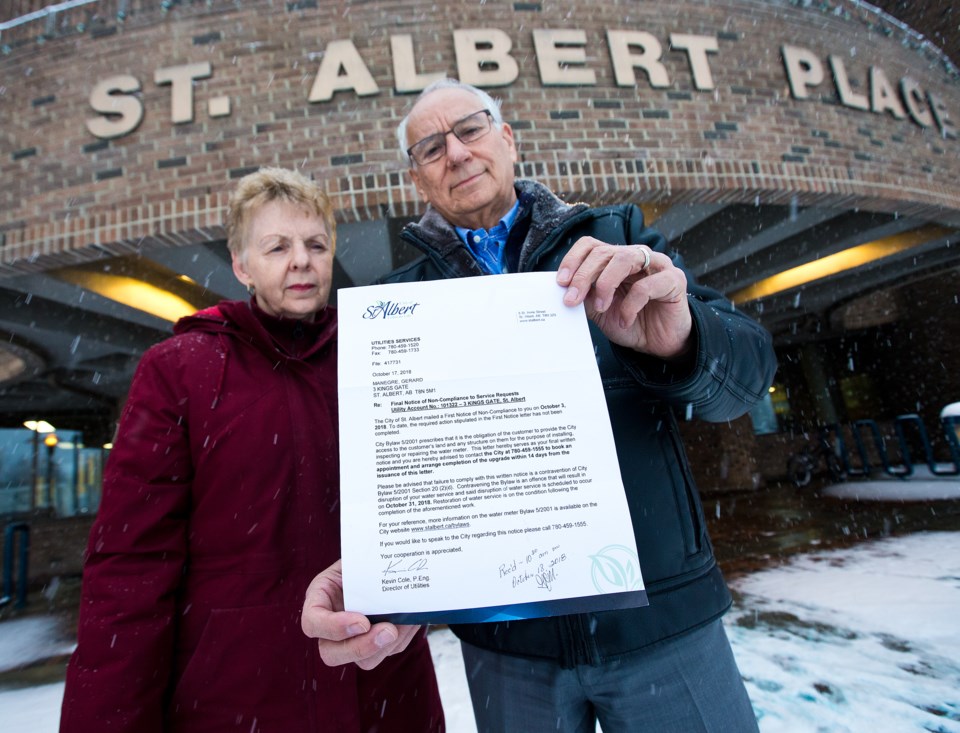 ST. ALBERT PLACE
St Albert
UTILITIES SERVICES
Phone: 780-459-1520
Fax: 780-459-1733
File: 417731
October 17, 2018
MAWEGRE, GERARD
3 KINGS GATE
ST. ALBERT, AB T8N 5M1
Re: Final Notice of Non-Compliance to Service Requests
Utility Account No.: 101322 – 3 KINGS GATE, St. Albert
The City of St. Albert mailed a First Notice of Non-Compliance to you on October 3,
2018. To date, the required action stipulated in the First Notice letter has not been
completed.
City Bylaw 5/2001 prescribes that it is the obligation of the customer to provide the City
access to the customer's land and any structure on them for the purpose of installing,
inspecting or repairing the water meter. This letter hereby serves as your final written
notice and you are hereby advised to contact the City at 780-459-1555 to book an
appointment and arrange completion of the upgrade within 14 days from the
issuance of this letter.
Please be advised that failure to comply with this written notice is a contravention of City
Bylaw 5/2001 Section 20 (2)(d). Contravening the Bylaw is an offence that will result in
disruption of your water service and said disruption of water service is scheduled to occur
on October 31, 2018. Restoration of water service is on the condition following the
completion of the aforementioned work.
For your reference, more information on the water meter Bylaw 5/2001 is available on the
City website www.stalbert.ca/bylaws.
If you would like to speak to the City regarding this notice please call 780-459-1555.
Your cooperation is appreciated.
Kevin Cole, P.Eng.
Director of Utilities
Rec'd - 10:00 am on
October 18 2018